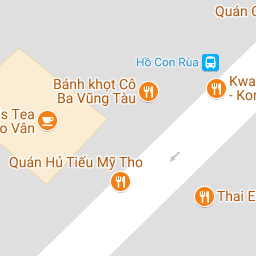 Quán C
Hồ Con Rùa
Bánh khọt Cô
Ba Vũng Tàu
Kwa
- Kor
s Tea
o Vân
Quán Hủ Tiếu Mỹ Tho
Thai E